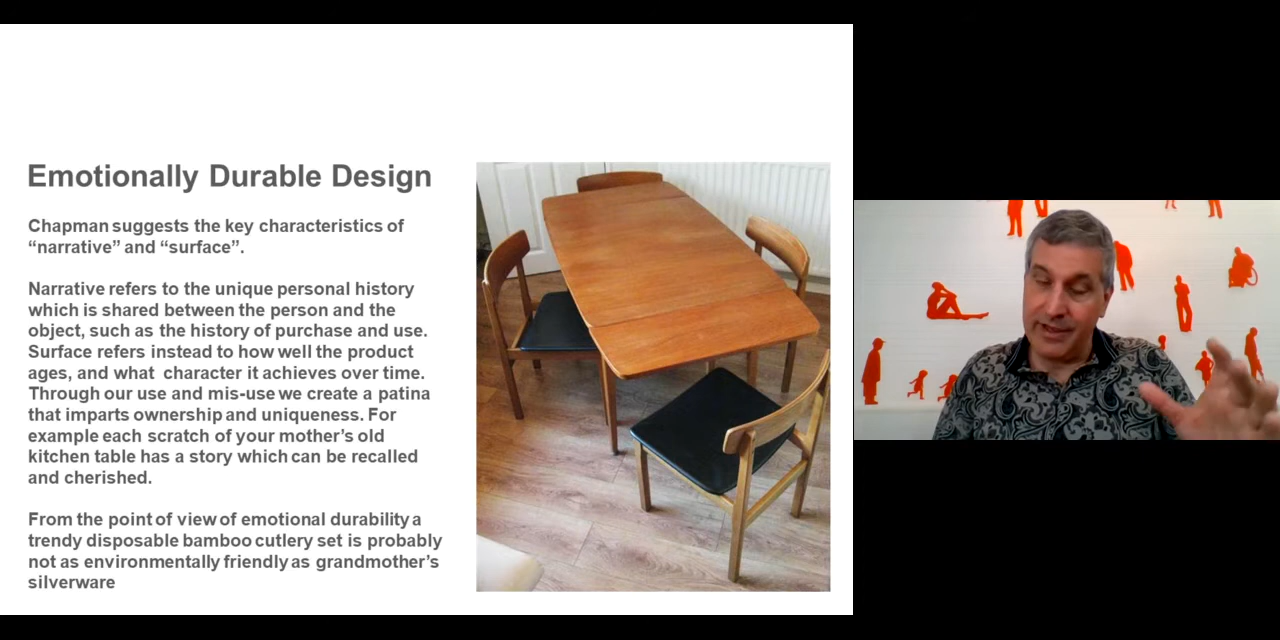 Emotionally Durable Design
Chapman suggests the key characteristics of
“narrative” and “surface”.
Narrative refers to the unique personal history
which is shared between the person and the
object, such as the history of purchase and use.
Surface refers instead to how well the product
ages, and what character it achieves over time.
Through our use and mis-use we create a patina
that imparts ownership and uniqueness. For
example each scratch of your mother’s old
kitchen table has a story which can be recalled
and cherished.
From the point of view of emotional durability a
trendy disposable bamboo cutlery set is probably
not as environmentally friendly as grandmother’s
silverware